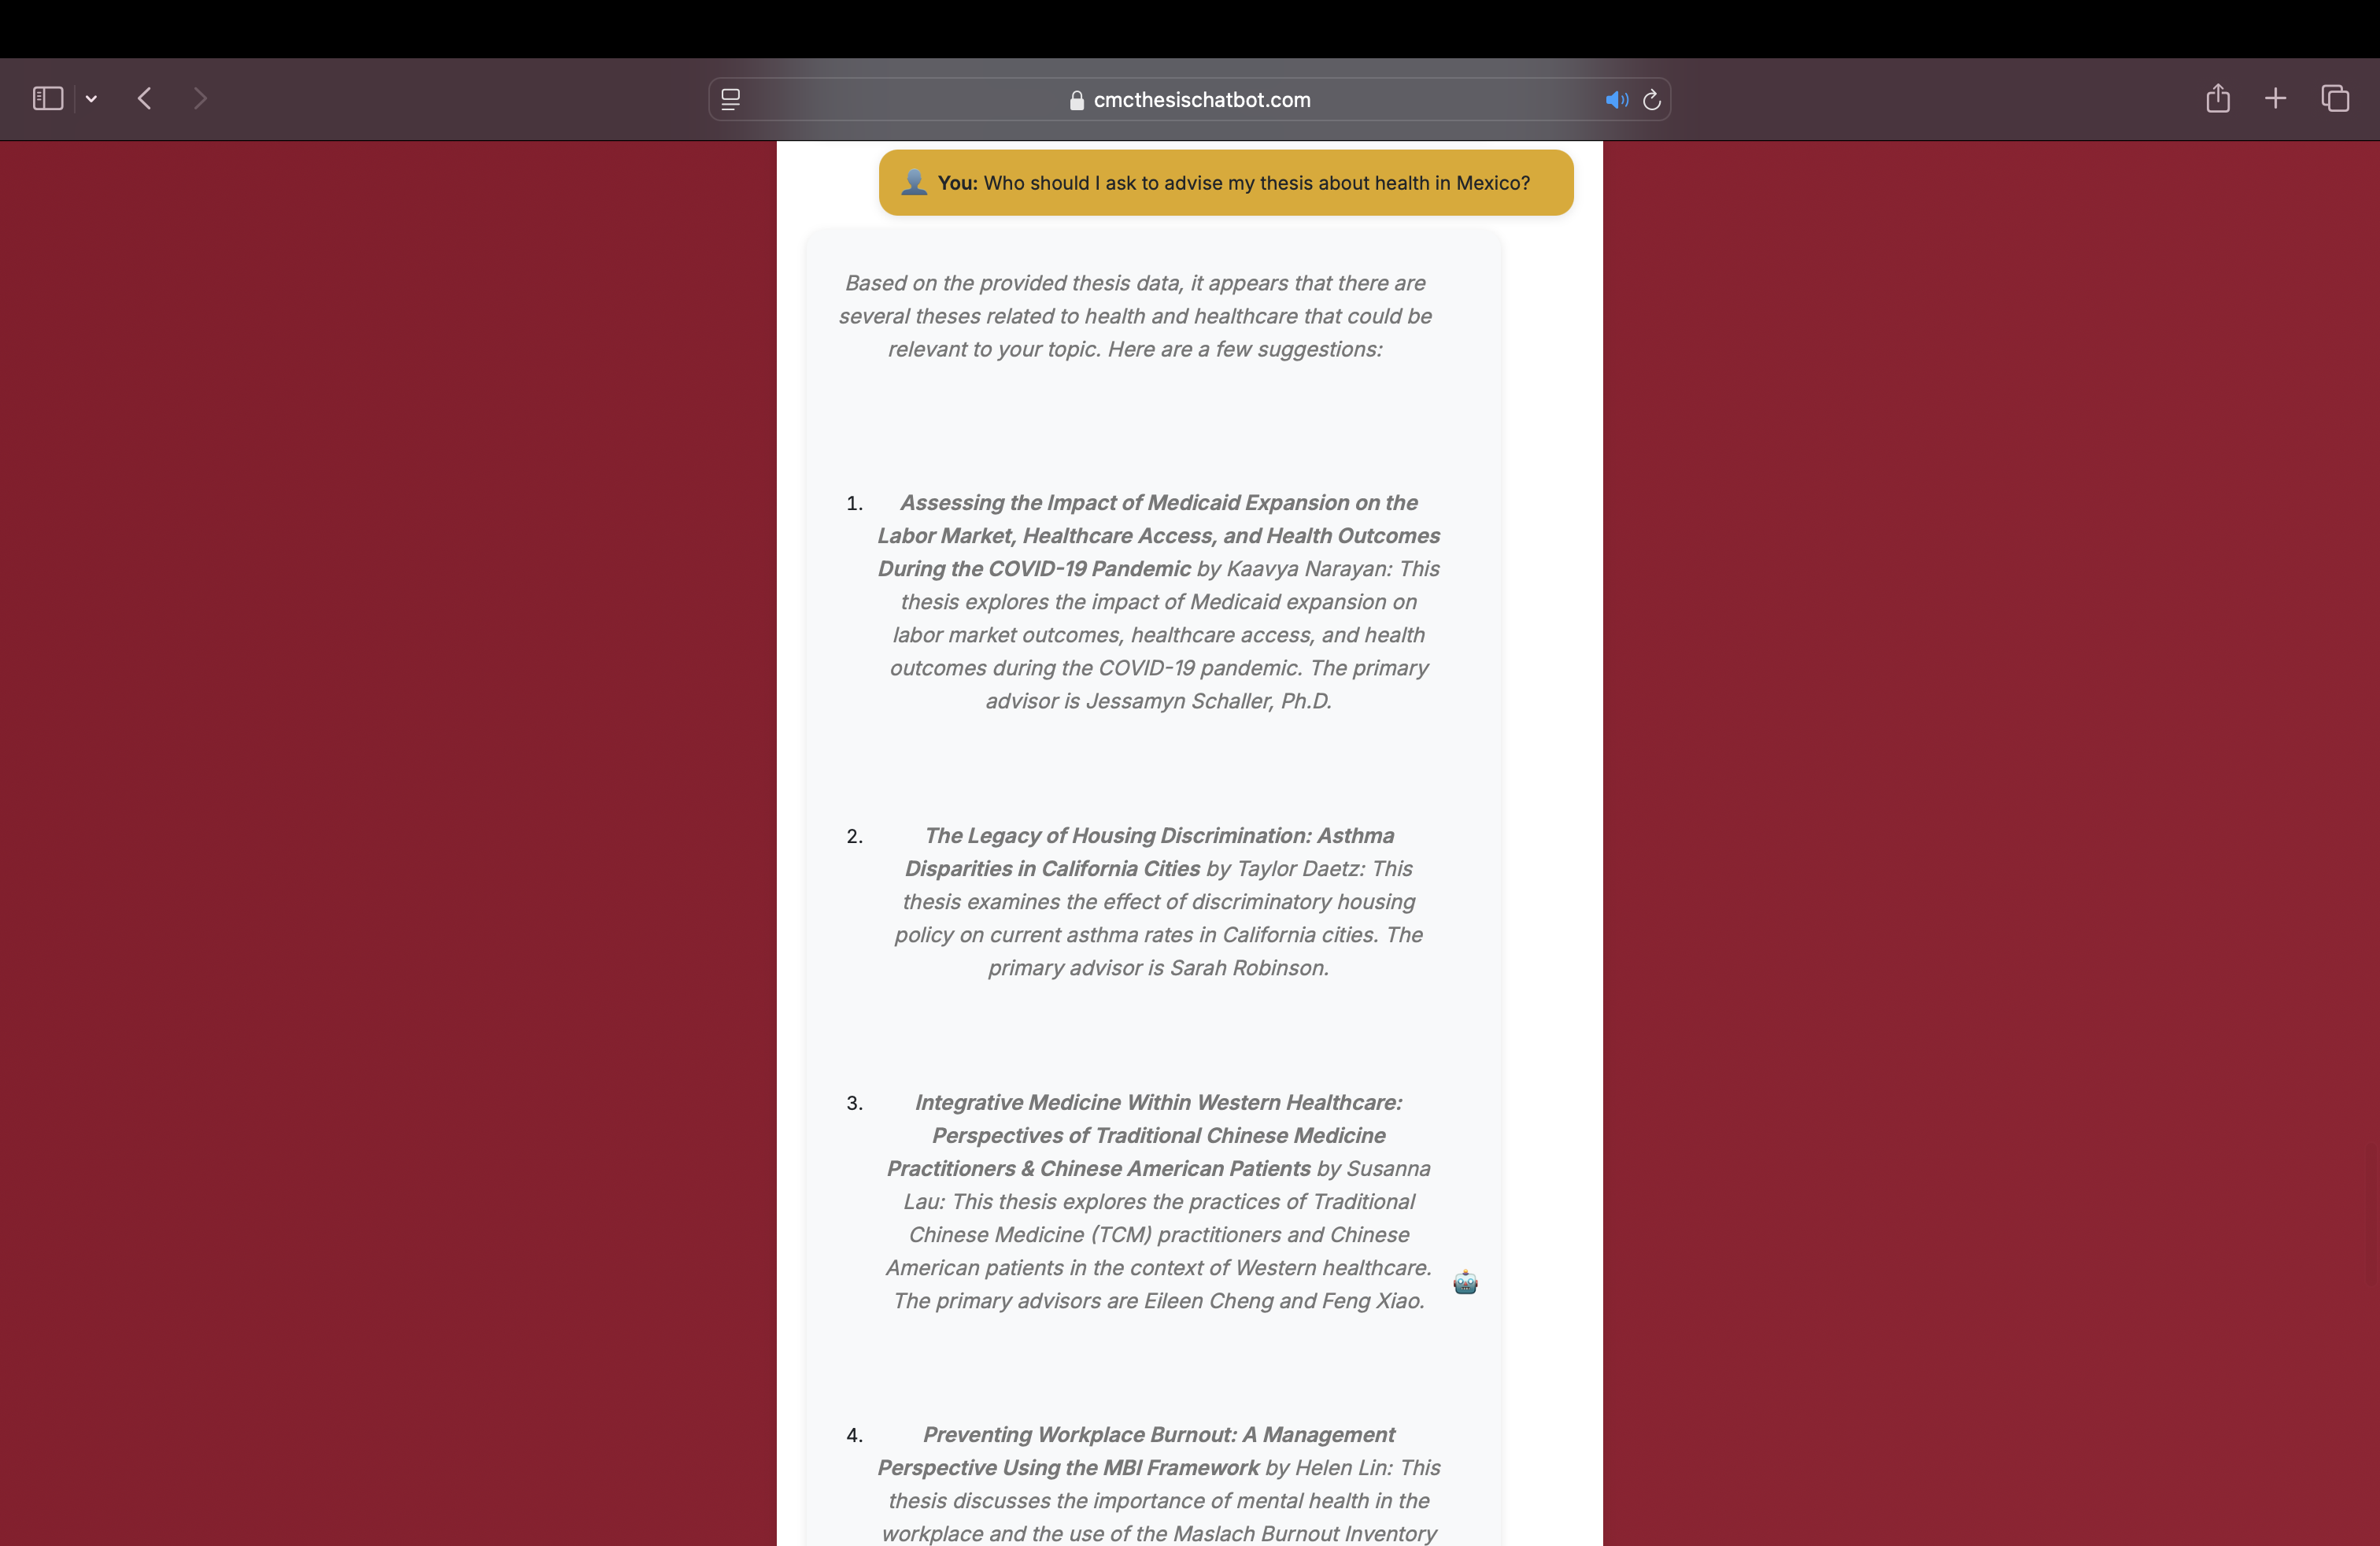 cmcthesischatbot.com
You: Who should I ask to advise my thesis about health in Mexico?
Based on the provided thesis data, it appears that there are
several theses related to health and healthcare that could be
relevant to your topic. Here are a few suggestions:
1. Assessing the Impact of Medicaid Expansion on the
Labor Market, Healthcare Access, and Health Outcomes
During the COVID-19 Pandemic by Kaavya Narayan: This
thesis explores the impact of Medicaid expansion on
labor market outcomes, healthcare access, and health
outcomes during the COVID-19 pandemic. The primary
advisor is Jessamyn Schaller, Ph.D.
2. The Legacy of Housing Discrimination: Asthma
Disparities in California Cities by Taylor Daetz: This
thesis examines the effect of discriminatory housing
policy on current asthma rates in California cities. The
primary advisor is Sarah Robinson.
3. Integrative Medicine Within Western Healthcare:
Perspectives of Traditional Chinese Medicine
Practitioners & Chinese American Patients by Susanna
Lau: This thesis explores the practices of Traditional
Chinese Medicine (TCM) practitioners and Chinese
American patients in the context of Western healthcare.
The primary advisors are Eileen Cheng and Feng Xiao.
4. Preventing Workplace Burnout: A Management
Perspective Using the MBI Framework by Helen Lin: This
thesis discusses the importance of mental health in the
workplace and the use of the Maslach Burnout Inventory